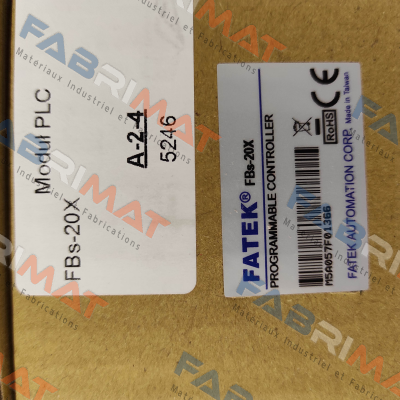 Modul PLC
FBs-20X
A-2-4
5246
FATEK® FBs-20X
PROGRAMMABLE CONTROLLER
M5A057F01366
RoHS
CE
FATEK AUTOMATION CORP. Made in Taiwan
FABRIMAT
Materiaux Industriel et Fabrications